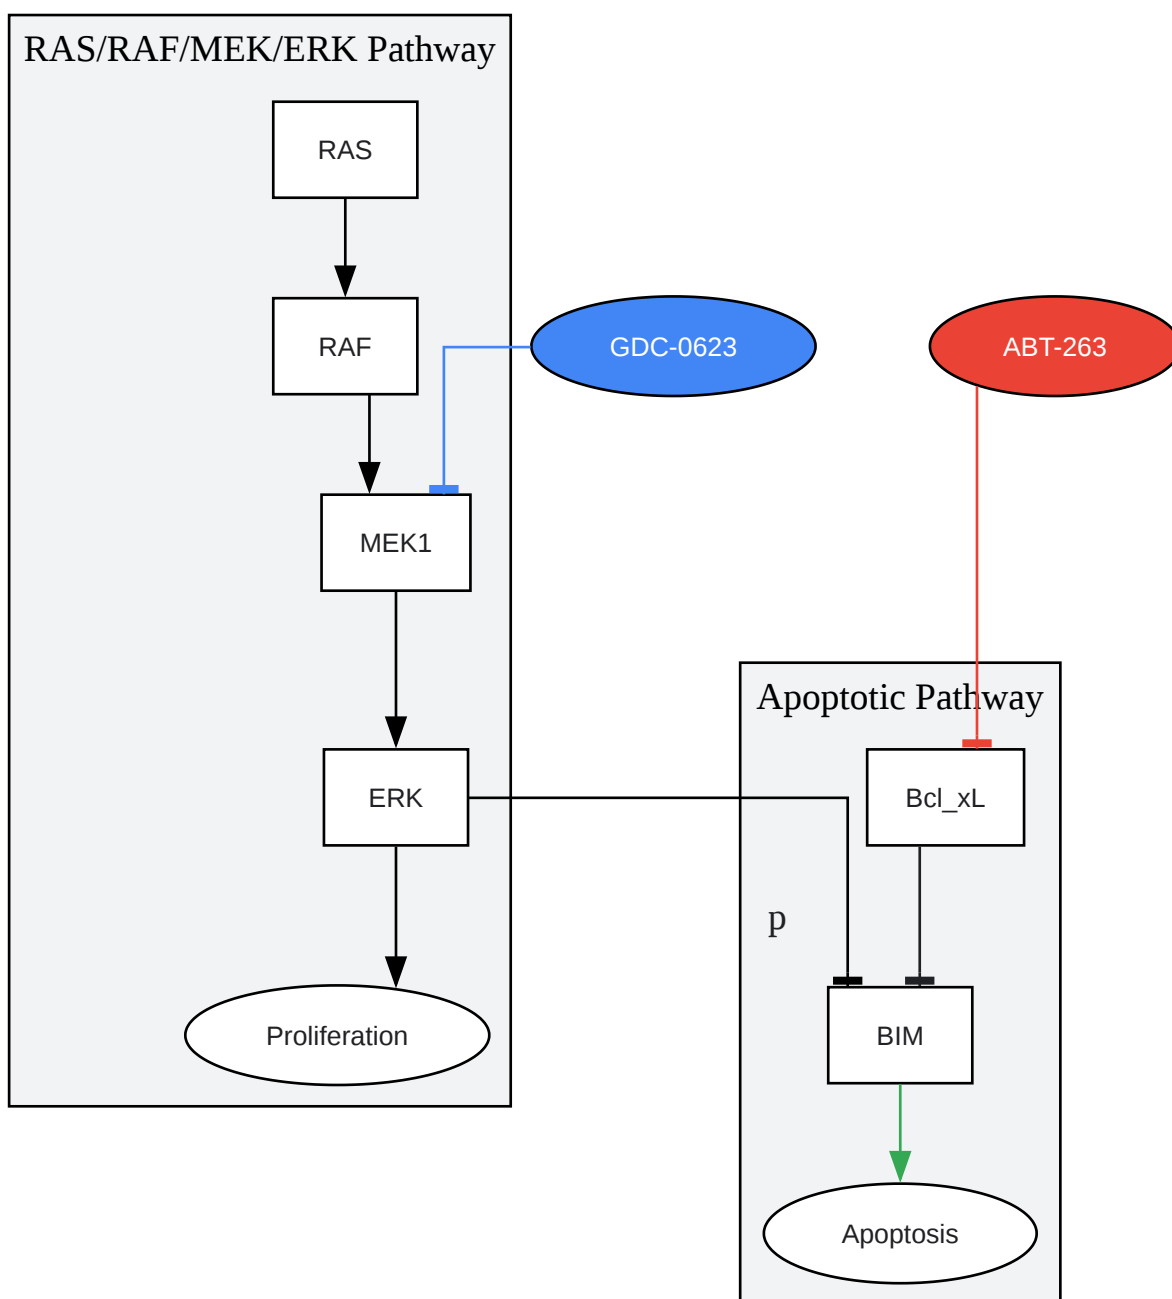 RAS/RAF/MEK/ERK Pathway
RAS
RAF
GDC-0623
ABT-263
MEK1
Apoptotic Pathway
ERK
Bcl_xL
p
Proliferation
BIM
Apoptosis